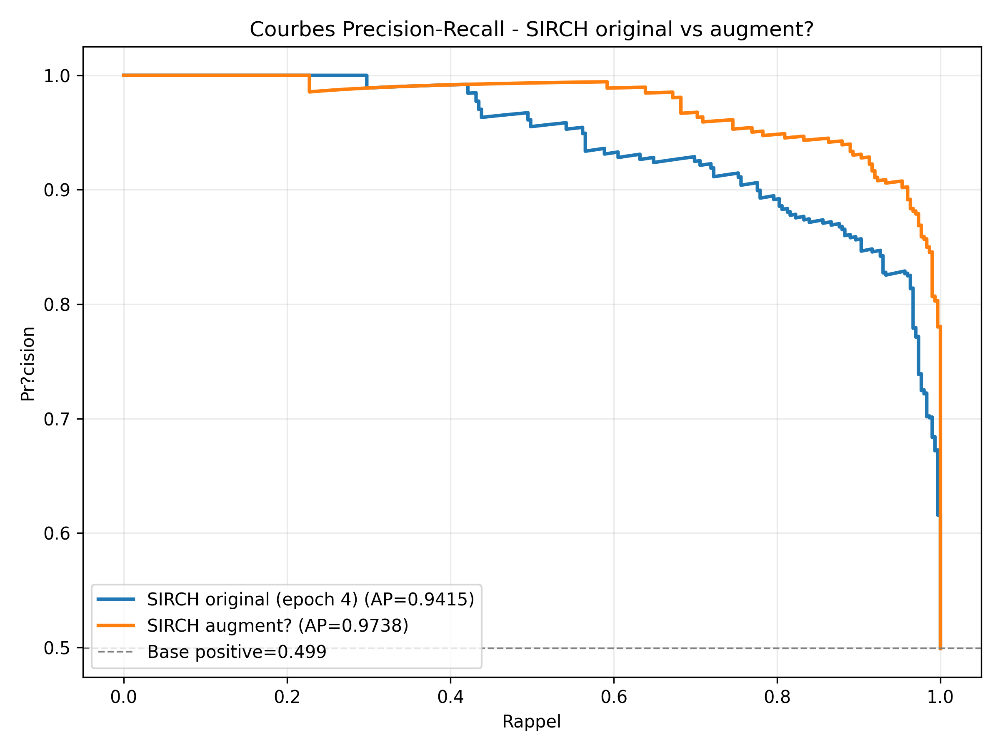 Courbes Precision-Recall - SIRCH original vs augment?
Pr?cision
1.0
0.9
0.8
0.7
0.6
0.5
SIRCH original (epoch 4) (AP=0.9415)
SIRCH augment? (AP=0.9738)
Base positive=0.499
0.0 0.2 0.4 0.6 0.8 1.0
Rappel